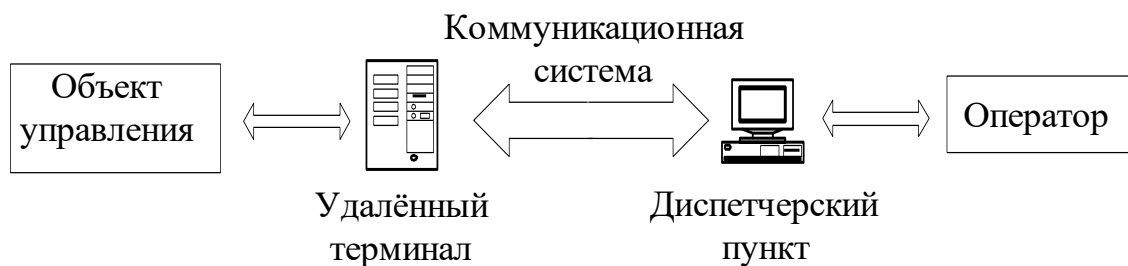 Коммуникационная
система
Объект
управления
Оператор
Удалённый
терминал
Диспетчерский
пункт